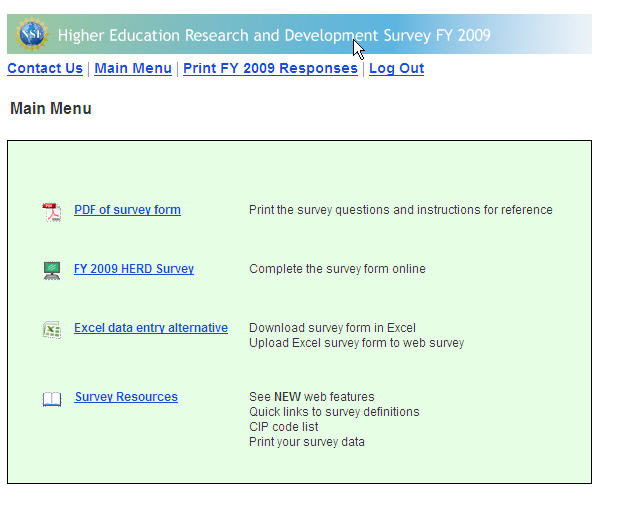 NSF Higher Education Research and Development Survey FY 2009
Contact Us | Main Menu | Print FY 2009 Responses | Log Out
Main Menu
PDF of survey form Print the survey questions and instructions for reference
FY 2009 HERD Survey Complete the survey form online
Excel data entry alternative Download survey form in Excel
Upload Excel survey form to web survey
Survey Resources See NEW web features
Quick links to survey definitions
CIP code list
Print your survey data